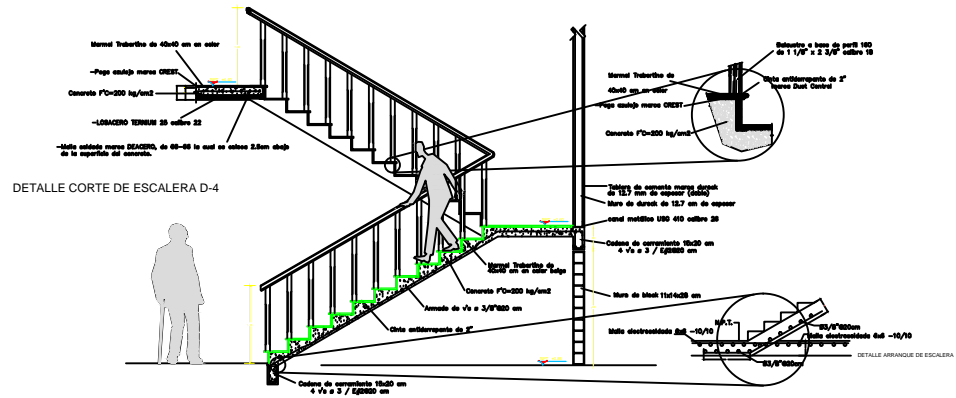 Marmol Trabertino de 40x40 cm en color
-Pega azulejo marca CREST
Concreto F'C=200 kg/cm2
-LOSACERO TERNIUM 25 calibre 22
-Malla soldada marca DEACERO, de 66-66 la cual se coloca 2.5cm abajo
de la superficie del concreto.
DETALLE CORTE DE ESCALERA D-4
Balaustre a base de perfil 150
de 1 1/8" x 2 3/8" calibre 18
Marmol Trabertino de
40x40 cm en color
Cinta antiderrapante de 2"
marca Dust Control
-Pega azulejo marca CREST
Concreto F'C=200 kg/cm2
Tablero de cemento marca durock
de 12.7 mm de espesor (doble)
Muro de durock de 12.7 cm de espesor
canal metálico USG 410 calibre 26
Cadena de cerramiento 15x20 cm
4 v's # 3 / E#2@20 cm
Marmol Trabertino de
40x40 cm en color beige
Concreto F'C=200 kg/cm2
Armado de v's # 3/8"@20 cm
Cinta antiderrapante de 2"
Muro de block 11x14x28 cm
Cadena de cerramiento 15x20 cm
4 v's # 3 / E#2@20 cm
N.P.T.
Malla electrosoldada 6x6 -10/10
Ø3/8"@20cm
Malla electrosoldada 6x6 -10/10
Ø3/8"@20cm
DETALLE ARRANQUE DE ESCALERA